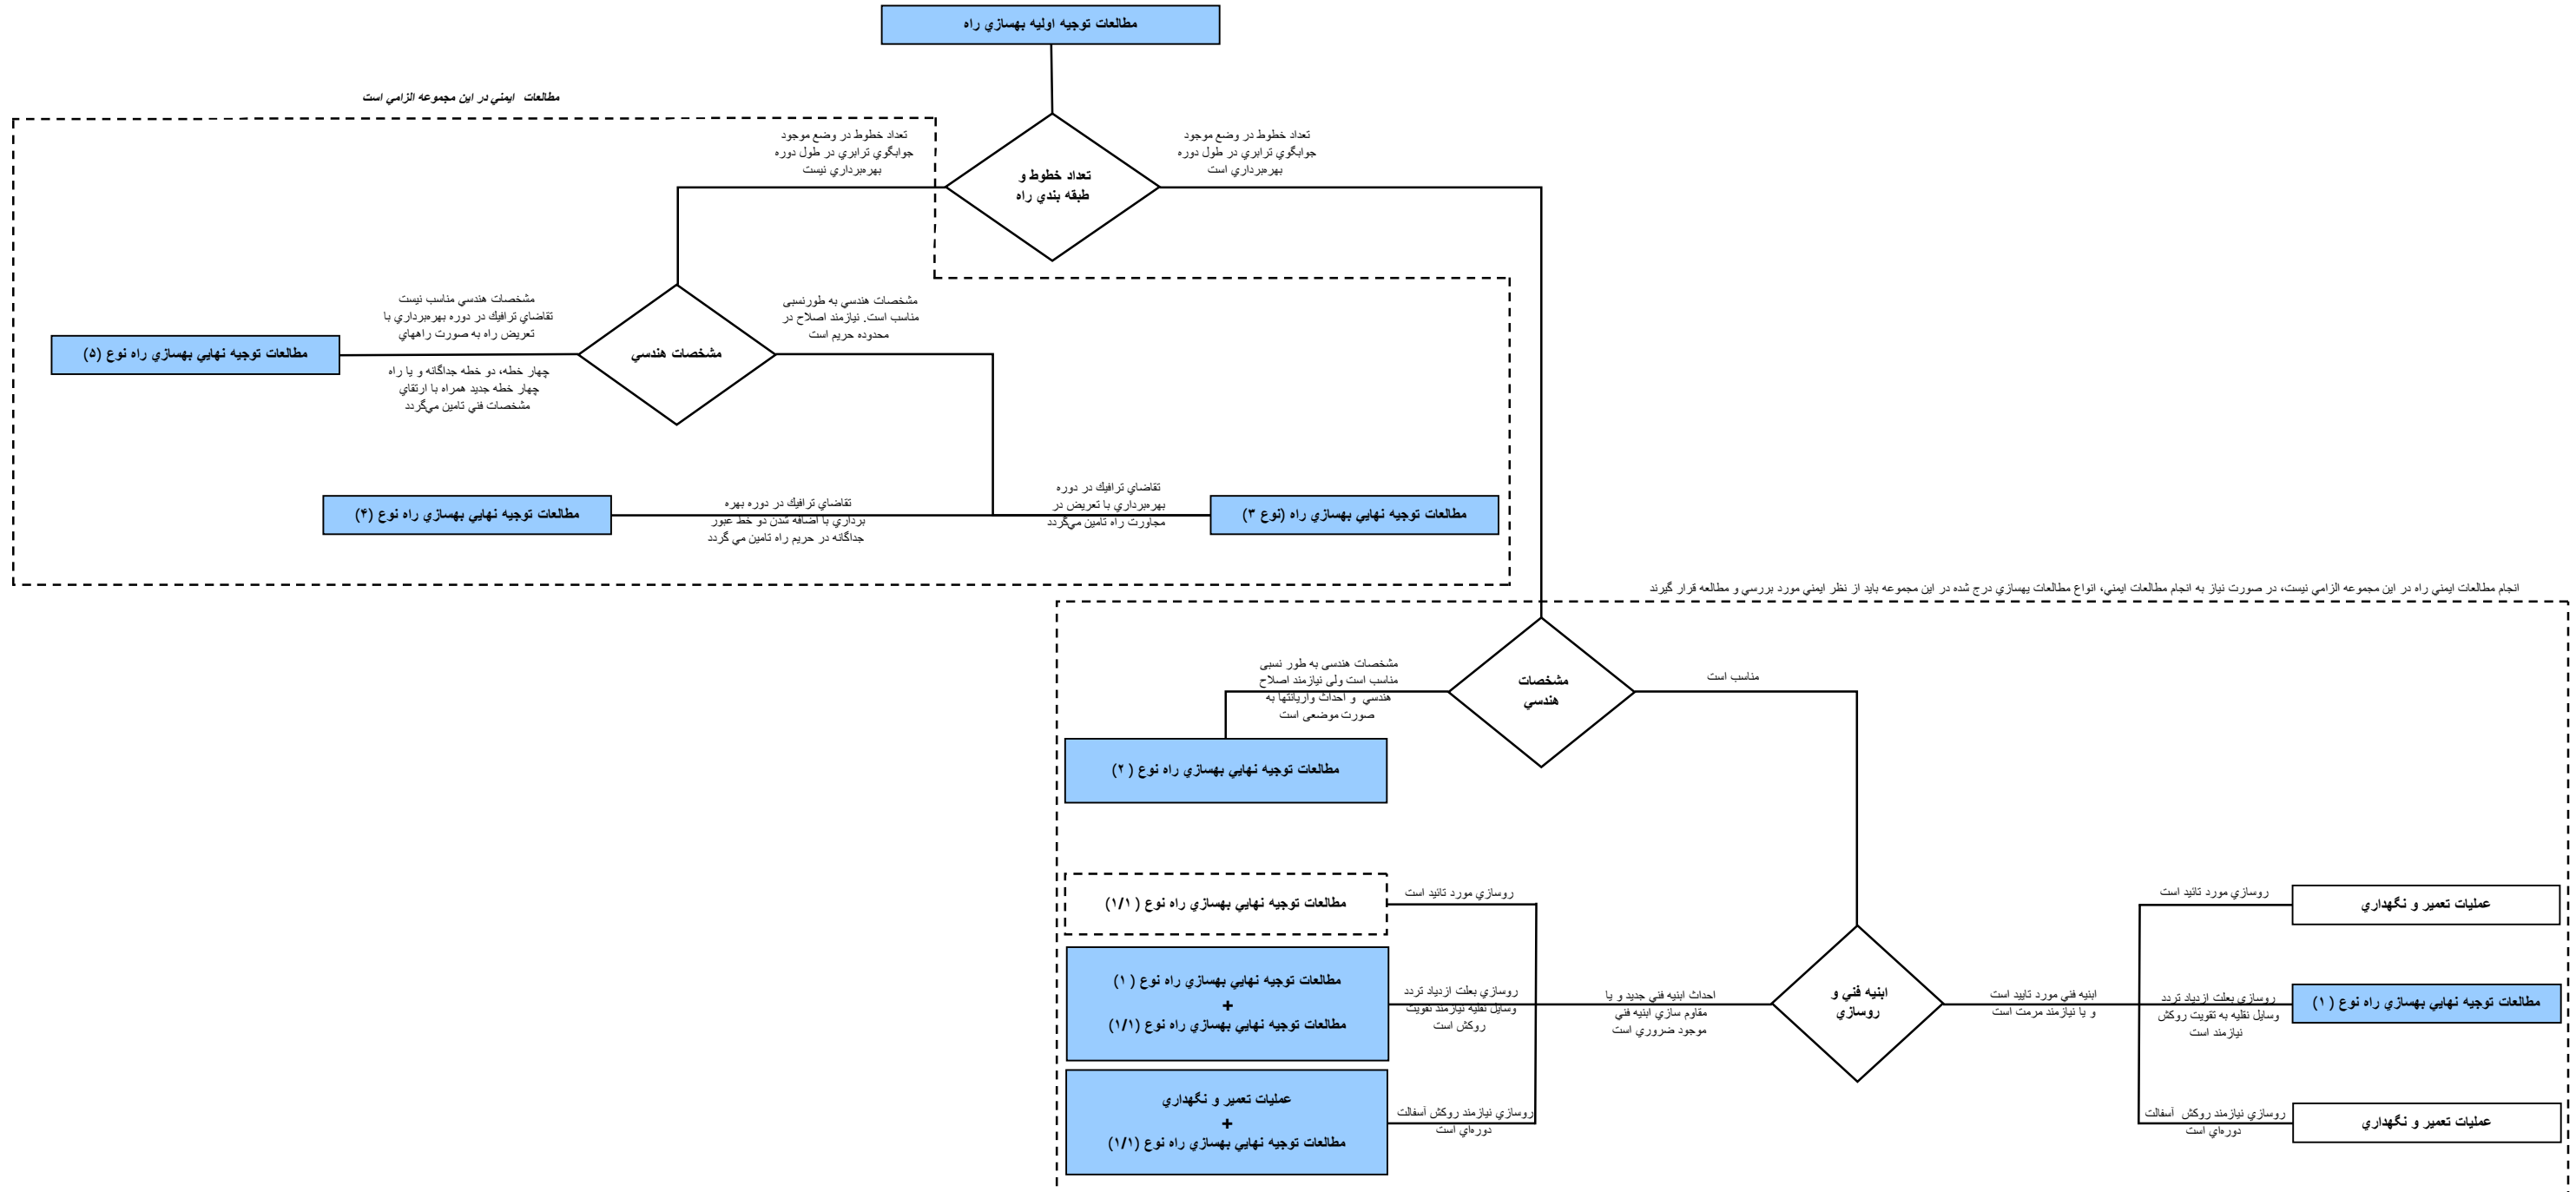 مطالعات توجيه اوليه بهسازي راه
مطالعات ايمني در اين مجموعه الزامي است
تعداد خطوط در وضع موجود
جوابگوي ترابري در طول دوره
بهره‌برداري است
تعداد خطوط در وضع موجود
جوابگوي ترابري در طول دوره
بهره‌برداري نيست
تعداد خطوط و
طبقه بندي راه
مشخصات هندسي به طورنسبی
مناسب است. نيازمند اصلاح در
محدوده حريم است
مشخصات هندسي
مشخصات هندسي مناسب نيست
تقاضاي ترافيك در دوره بهره‌برداري با
تعريض راه به صورت راههاي
چهار خطه، دو خطه جداگانه و يا راه
چهار خطه جديد همراه با ارتقاي
مشخصات فني تامين مي‌گردد
مطالعات توجيه نهايي بهسازي راه نوع (۵)
مطالعات توجيه نهايي بهسازي راه (نوع ۳)
تقاضاي ترافيك در دوره
بهره‌برداري با تعريض در
مجاورت راه تامين مي‌گردد
تقاضاي ترافيك در دوره بهره
برداري با اضافه شدن دو خط عبور
جداگانه در حريم راه تامين مي گردد
مطالعات توجيه نهايي بهسازي راه نوع (۴)
انجام مطالعات ايمني راه در اين مجموعه الزامي نيست، در صورت نياز به انجام مطالعات ايمني، انواع مطالعات بهسازي درج شده در اين مجموعه بايد از نظر ايمني مورد بررسي و مطالعه قرار گيرند
مناسب است
مشخصات
هندسي
مشخصات هندسی به طور نسبی
مناسب است ولی نيازمند اصلاح
هندسي و احداث واريانتها به
صورت موضعی است
مطالعات توجيه نهايي بهسازي راه نوع ( ۲)
عمليات تعمير و نگهداري
روسازي مورد تائيد است
مطالعات توجيه نهايي بهسازي راه نوع ( ۱)
روسازي بعلت ازدياد تردد
وسايل نقليه به تقويت روكش
نيازمند است
عمليات تعمير و نگهداري
روسازي نيازمند روكش آسفالت
دوره‌اي است
ابنيه فني مورد تاييد است
و يا نيازمند مرمت است
ابنيه فني و
روسازي
احداث ابنيه فني جديد و يا
مقاوم سازي ابنيه فني
موجود ضروري است
روسازي مورد تائيد است
مطالعات توجيه نهايي بهسازي راه نوع ( ۱/۱)
روسازي بعلت ازدياد تردد
وسايل نقليه نيازمند تقويت
روكش است
مطالعات توجيه نهايي بهسازي راه نوع ( ۱)
+
مطالعات توجيه نهايي بهسازي راه نوع (۱/۱)
روسازي نيازمند روكش آسفالت
دوره‌اي است
عمليات تعمير و نگهداري
+
مطالعات توجيه نهايي بهسازي راه نوع (۱/۱)